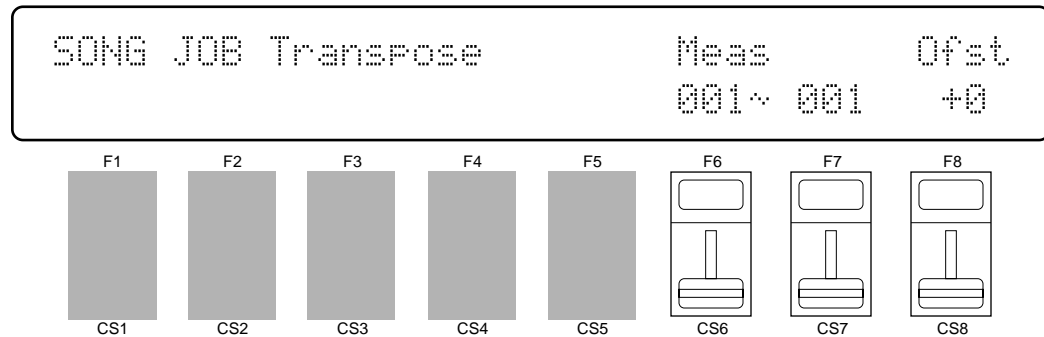 SONG JOB Transpose Meas Ofst
001~ 001 +0
F1 F2 F3 F4 F5 F6 F7 F8
CS1 CS2 CS3 CS4 CS5 CS6 CS7 CS8